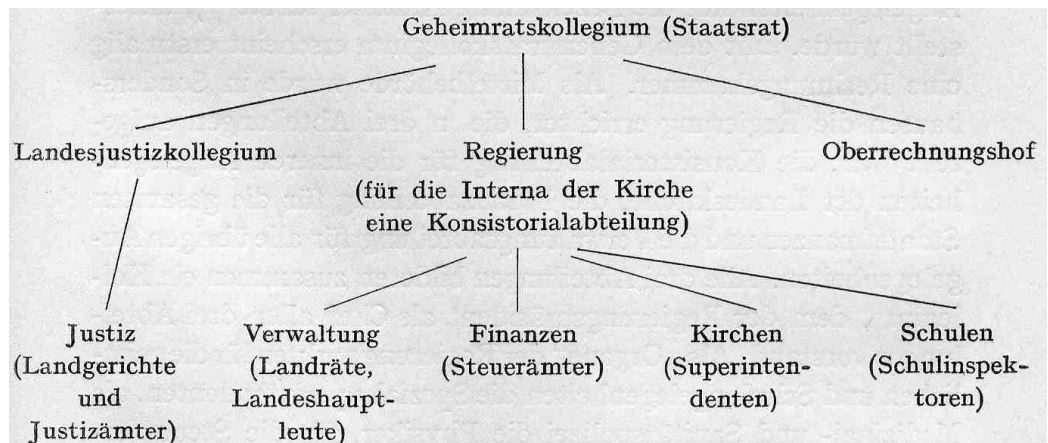 Geheimratskollegium (Staatsrat)
Landesjustizkollegium
Regierung
Oberrechnungshof
(für die Interna der Kirche
eine Konsistorialabteilung)
Justiz
(Landgerichte
und
Justizämter)
Verwaltung
(Landräte,
Landeshaupt-
leute)
Finanzen
(Steuerämter)
Kirchen
(Superinten-
denten)
Schulen
(Schulinspek-
toren)